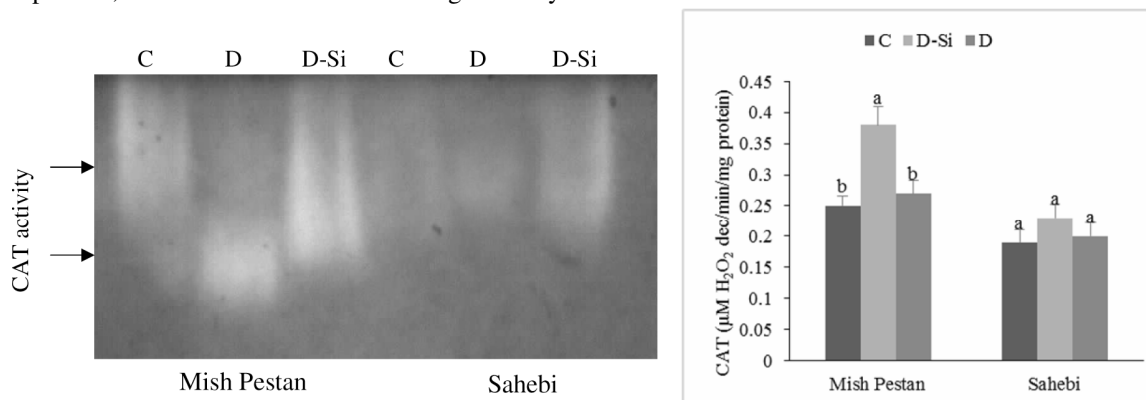 C D D-Si C D D-Si
CAT activity
Mish Pestan Sahebi
C D-Si D
CAT (µM H₂O₂ dec/min/mg protein)
0.45
0.4
0.35
0.3
0.25
0.2
0.15
0.1
0.05
0
b a b a a a
Mish Pestan Sahebi